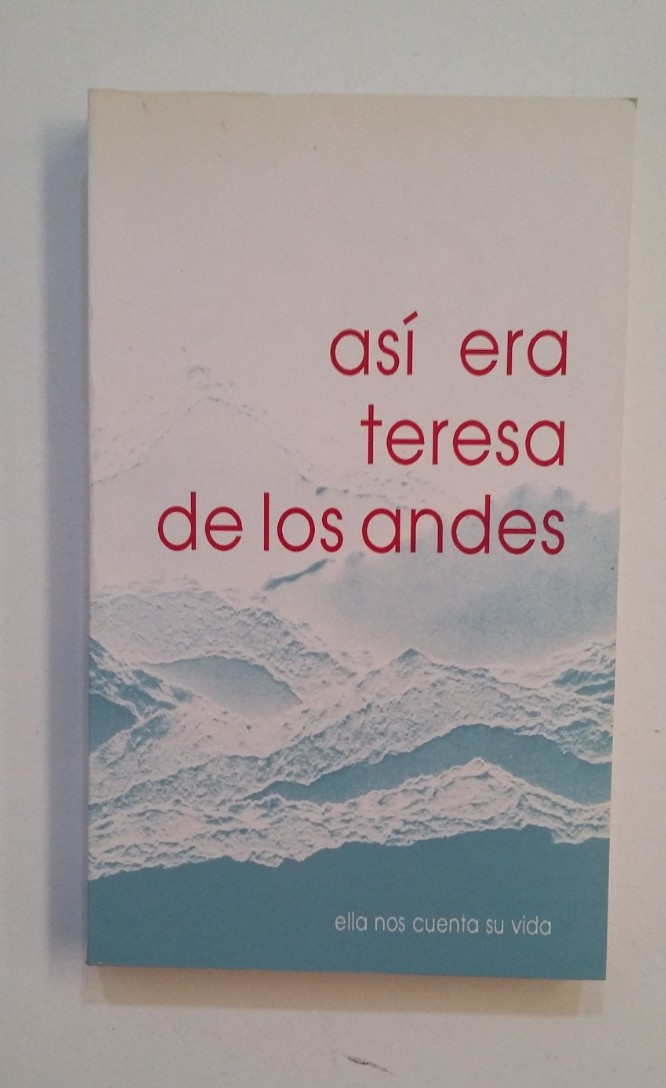 así era
teresa
de los andes
ella nos cuenta su vida